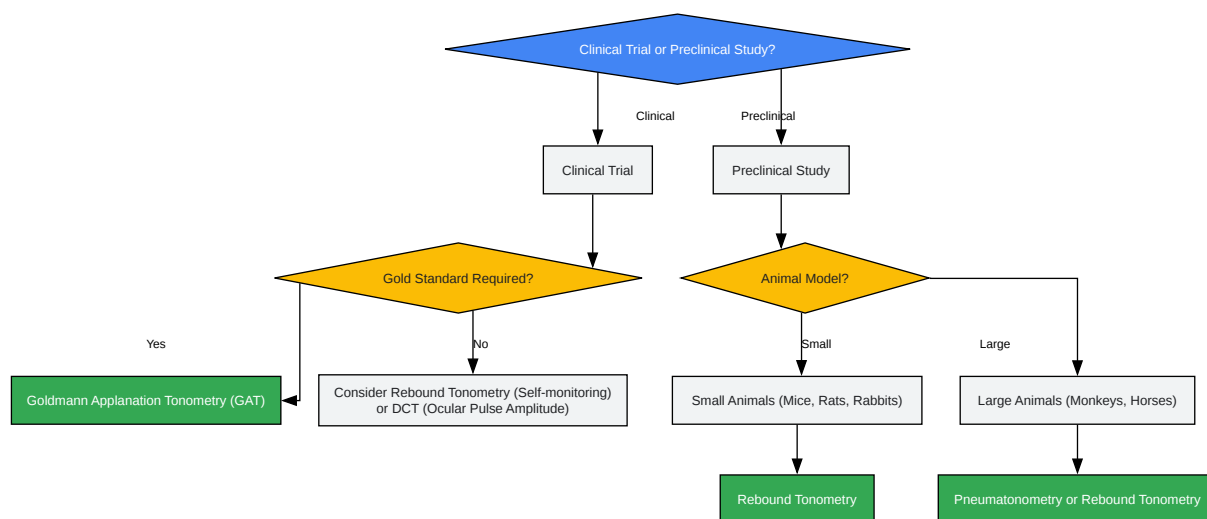 Clinical Trial or Preclinical Study?
Clinical
Preclinical
Clinical Trial
Preclinical Study
Gold Standard Required?
Animal Model?
Yes
No
Small
Large
Goldmann Applanation Tonometry (GAT)
Consider Rebound Tonometry (Self-monitoring)
or DCT (Ocular Pulse Amplitude)
Small Animals (Mice, Rats, Rabbits)
Large Animals (Monkeys, Horses)
Rebound Tonometry
Pneumatonometry or Rebound Tonometry